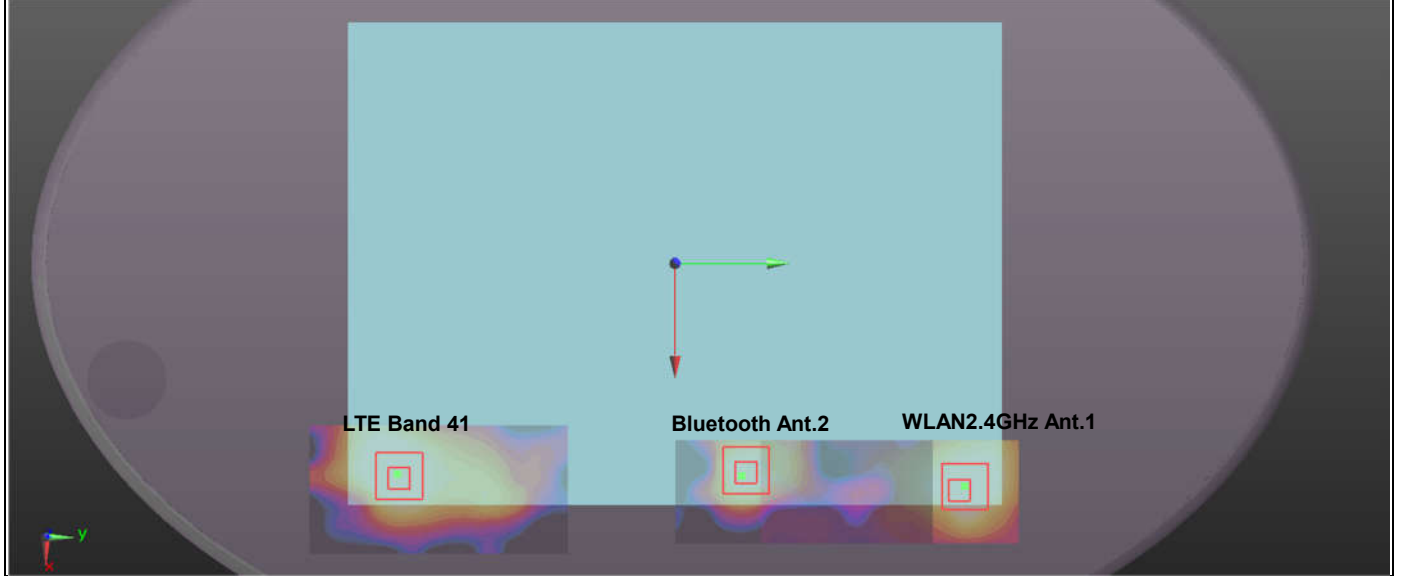 LTE Band 41
Bluetooth Ant.2
WLAN2.4GHz Ant.1
y
x